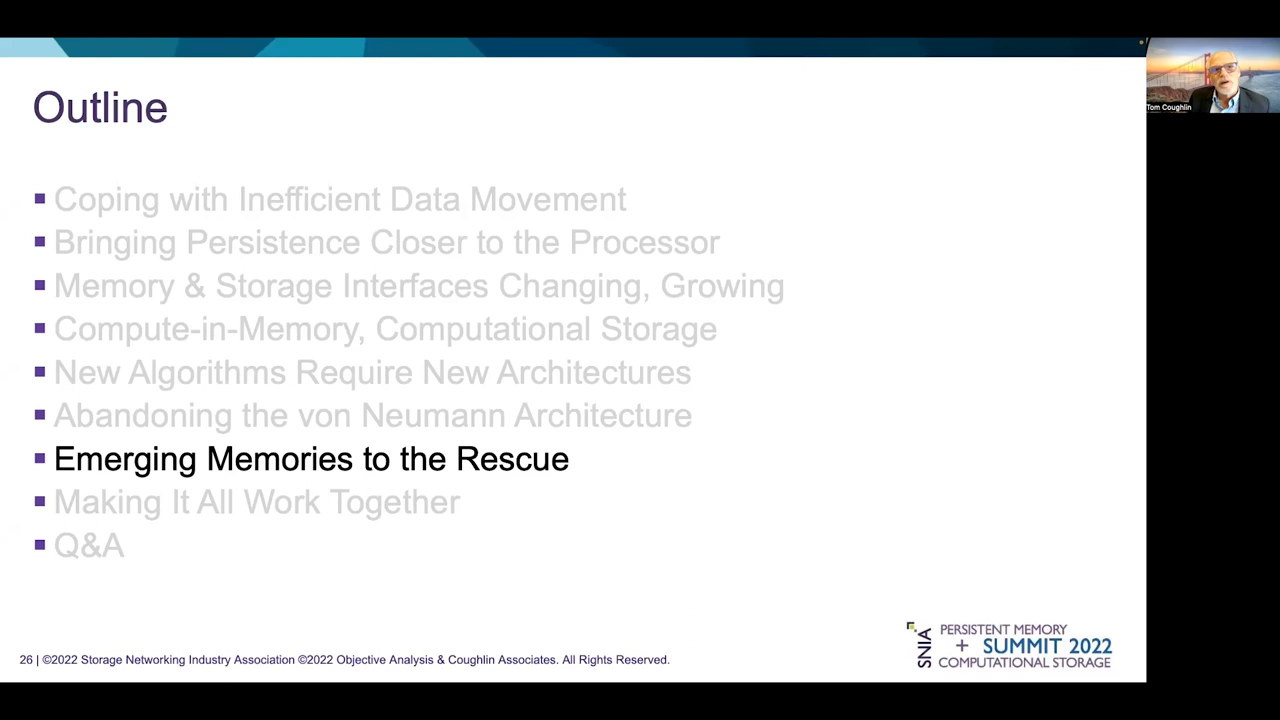 Outline
Tom Coughlin
Coping with Inefficient Data Movement
Bringing Persistence Closer to the Processor
Memory & Storage Interfaces Changing, Growing
Compute-in-Memory, Computational Storage
New Algorithms Require New Architectures
Abandoning the von Neumann Architecture
Emerging Memories to the Rescue
Making It All Work Together
Q&A
26 | ©2022 Storage Networking Industry Association ©2022 Objective Analysis & Coughlin Associates. All Rights Reserved.
SNIA
PERSISTENT MEMORY
+ SUMMIT 2022
COMPUTATIONAL STORAGE